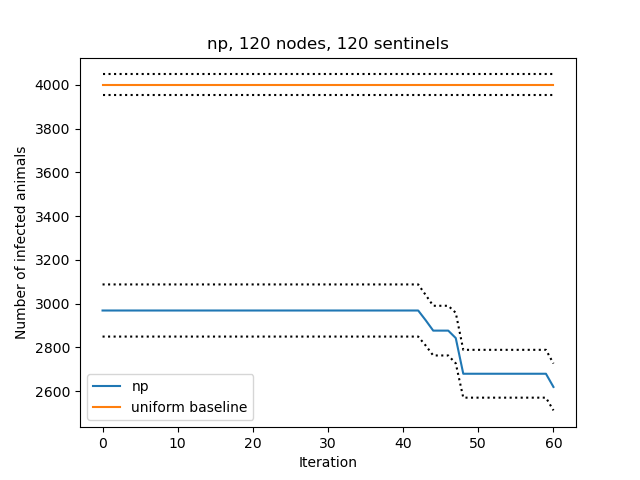 np, 120 nodes, 120 sentinels
Number of infected animals
4000
3800
3600
3400
3200
3000
2800
2600
np
uniform baseline
0 10 20 30 40 50 60
Iteration